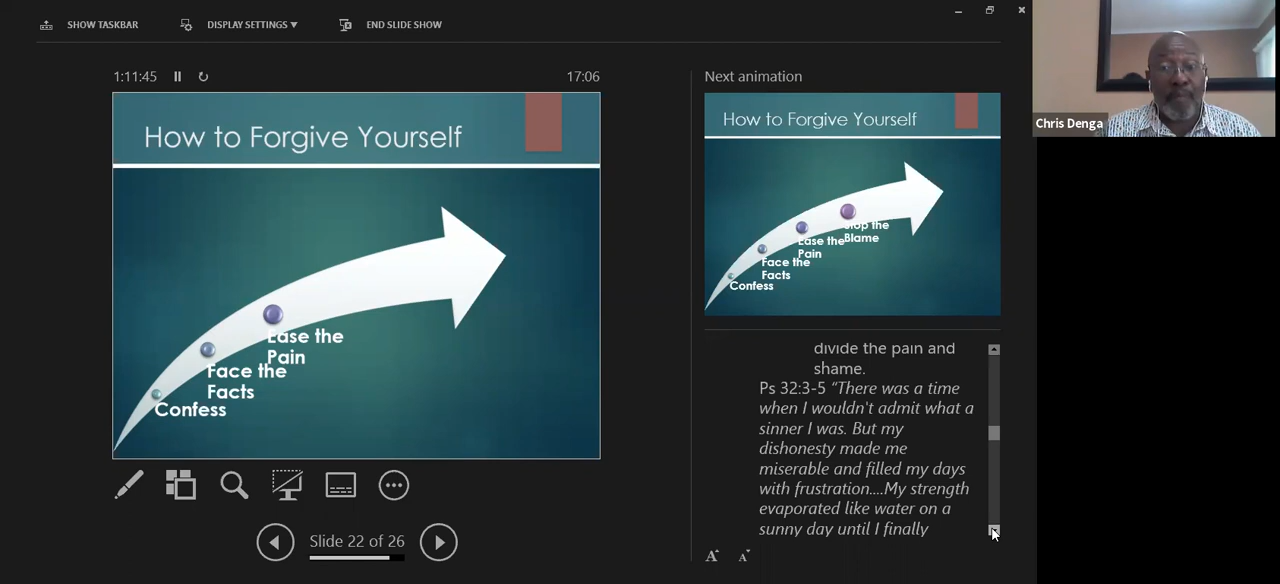 SHOW TASKBAR
DISPLAY SETTINGS ▼
END SLIDE SHOW
1:11:45
17:06
How to Forgive Yourself
Ease the
Pain
Face the
Facts
Confess
Slide 22 of 26
Next animation
How to Forgive Yourself
Stop the
Blame
Ease the
Pain
Face the
Facts
Confess
divide the pain and
shame.
Ps 32:3-5 “There was a time
when I wouldn't admit what a
sinner I was. But my
dishonesty made me
miserable and filled my days
with frustration....My strength
evaporated like water on a
sunny day until I finally
A A
Chris Denga